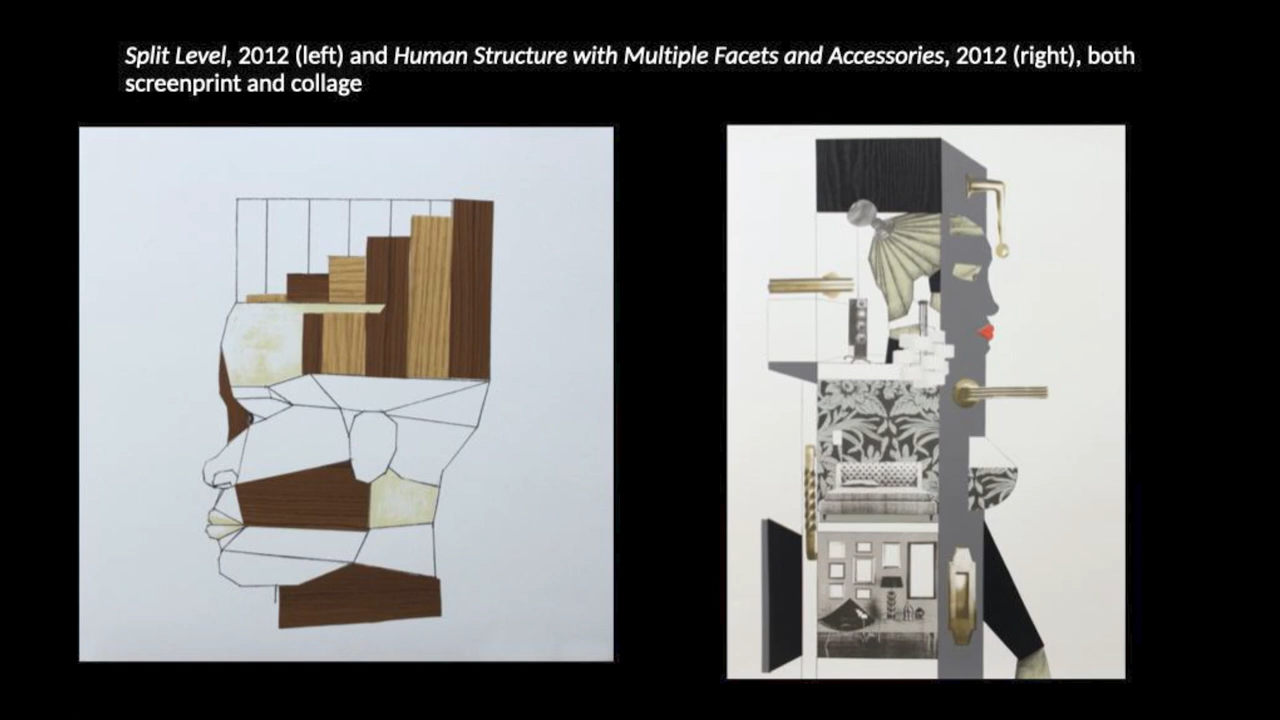 Split Level, 2012 (left) and Human Structure with Multiple Facets and Accessories, 2012 (right), both
screenprint and collage